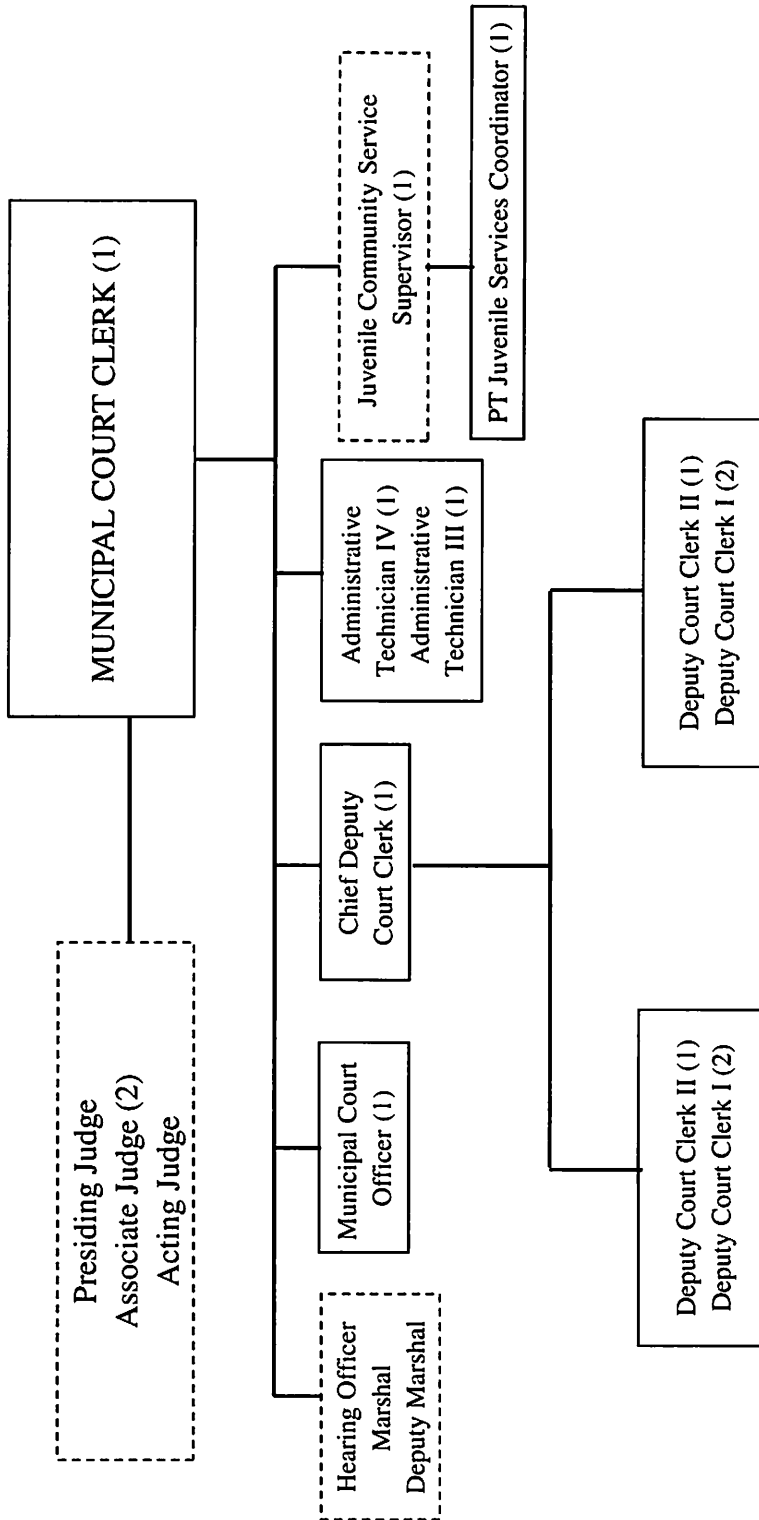 MUNICIPAL COURT CLERK (1)
Presiding Judge
Associate Judge (2)
Acting Judge
Hearing Officer
Marshal
Deputy Marshal
Municipal Court
Officer (1)
Chief Deputy
Court Clerk (1)
Administrative
Technician IV (1)
Administrative
Technician III (1)
Juvenile Community Service
Supervisor (1)
PT Juvenile Services Coordinator (1)
Deputy Court Clerk II (1)
Deputy Court Clerk I (2)
Deputy Court Clerk II (1)
Deputy Court Clerk I (2)